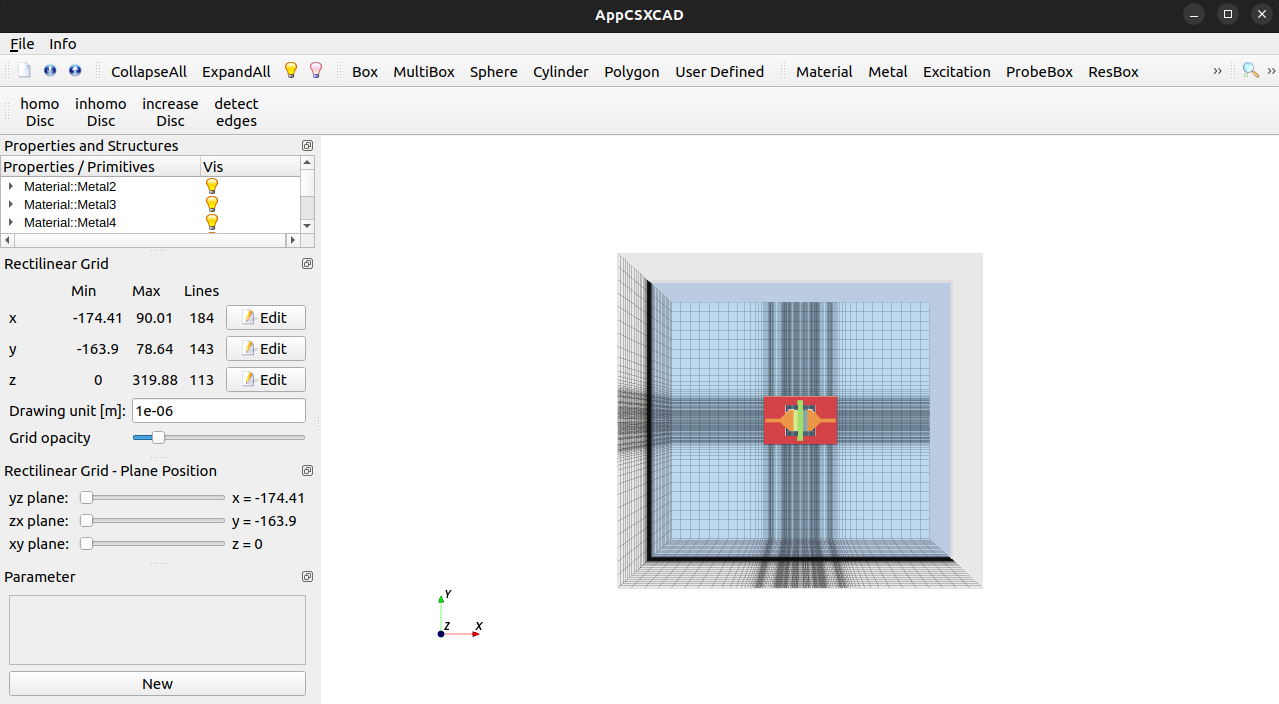 AppCSXCAD
File Info
CollapseAll ExpandAll Box MultiBox Sphere Cylinder Polygon User Defined Material Metal Excitation ProbeBox ResBox » »
homo Disc inhomo Disc increase Disc detect edges
Properties and Structures
Properties / Primitives Vis
Material::Metal2
Material::Metal3
Material::Metal4
Rectilinear Grid
Min Max Lines
x -174.41 90.01 184 Edit
y -163.9 78.64 143 Edit
z 0 319.88 113 Edit
Drawing unit [m]: 1e-06
Grid opacity
Rectilinear Grid - Plane Position
yz plane: x = -174.41
zx plane: y = -163.9
xy plane: z = 0
Parameter
New
Y
Z X